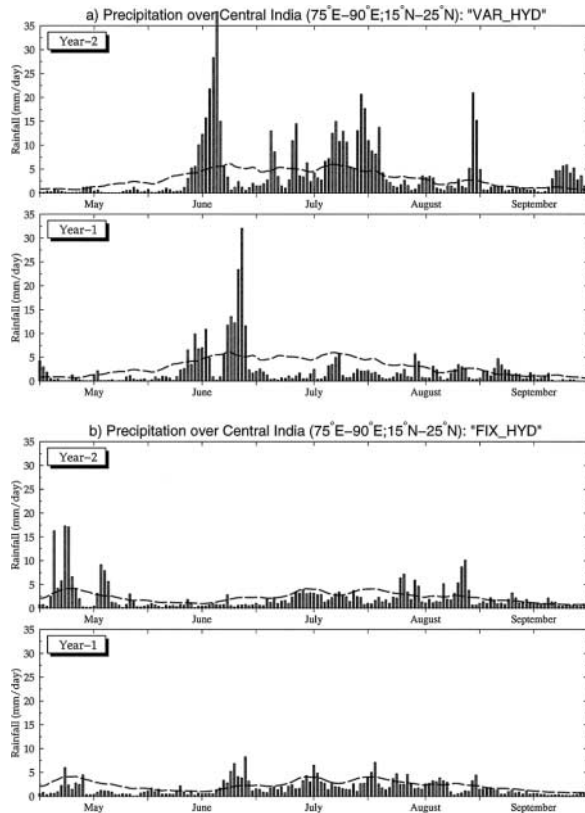 a) Precipitation over Central India (75°E−90°E;15°N−25°N): "VAR_HYD"
35
30
25
20
15
10
5
0
Rainfall (mm/day)
Year−2
May June July August September
35
30
25
20
15
10
5
0
Rainfall (mm/day)
Year−1
May June July August September
b) Precipitation over Central India (75°E−90°E;15°N−25°N): "FIX_HYD"
35
30
25
20
15
10
5
0
Rainfall (mm/day)
Year−2
May June July August September
35
30
25
20
15
10
5
0
Rainfall (mm/day)
Year−1
May June July August September